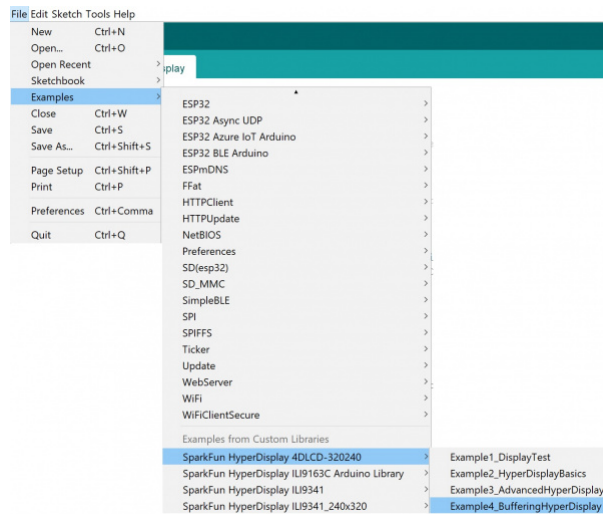 File Edit Sketch Tools Help
New Ctrl+N
Open... Ctrl+O
Open Recent
Sketchbook
Examples
Close Ctrl+W
Save Ctrl+S
Save As... Ctrl+Shift+S
Page Setup Ctrl+Shift+P
Print Ctrl+P
Preferences Ctrl+Comma
Quit Ctrl+Q
play
ESP32
ESP32 Async UDP
ESP32 Azure IoT Arduino
ESP32 BLE Arduino
ESPmDNS
FFat
HTTPClient
HTTPUpdate
NetBIOS
Preferences
SD(esp32)
SD_MMC
SimpleBLE
SPI
SPIFFS
Ticker
Update
WebServer
WiFi
WiFiClientSecure
Examples from Custom Libraries
SparkFun HyperDisplay 4DLCD-320240
SparkFun HyperDisplay ILI9163C Arduino Library
SparkFun HyperDisplay ILI9341
SparkFun HyperDisplay ILI9341_240x320
Example1_DisplayTest
Example2_HyperDisplayBasics
Example3_AdvancedHyperDisplay
Example4_BufferingHyperDisplay